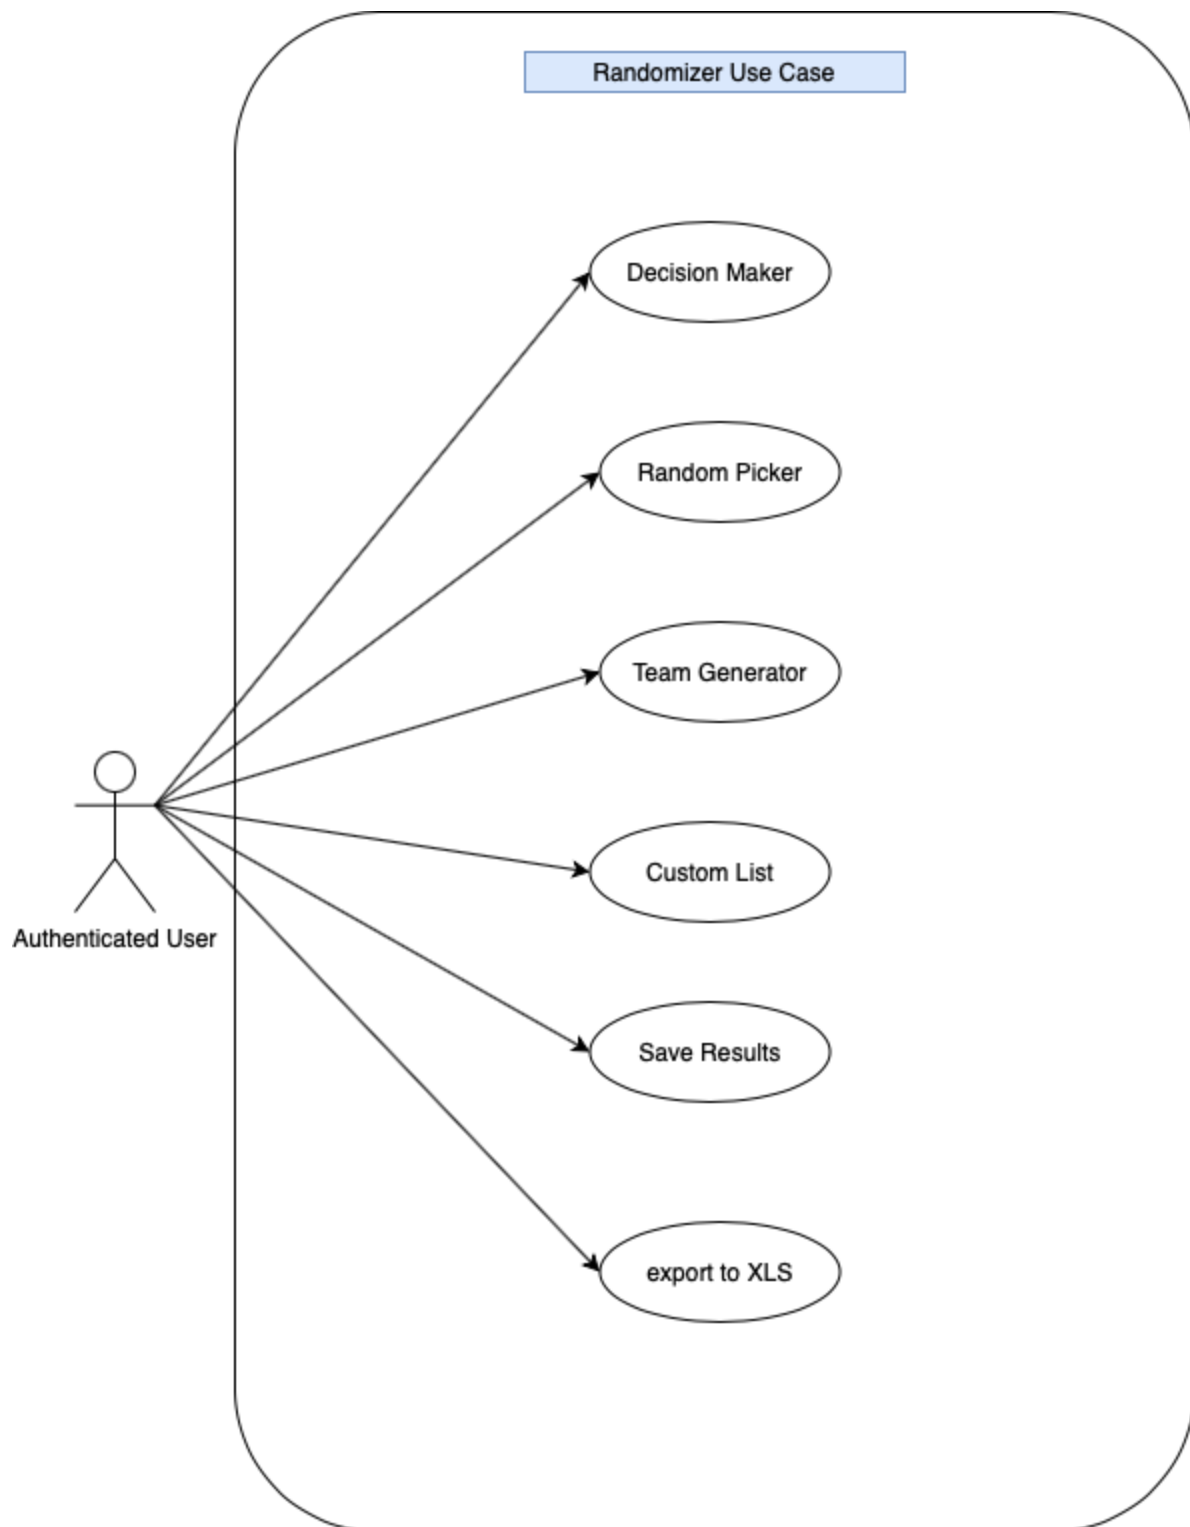 Randomizer Use Case
Decision Maker
Random Picker
Team Generator
Custom List
Authenticated User
Save Results
export to XLS